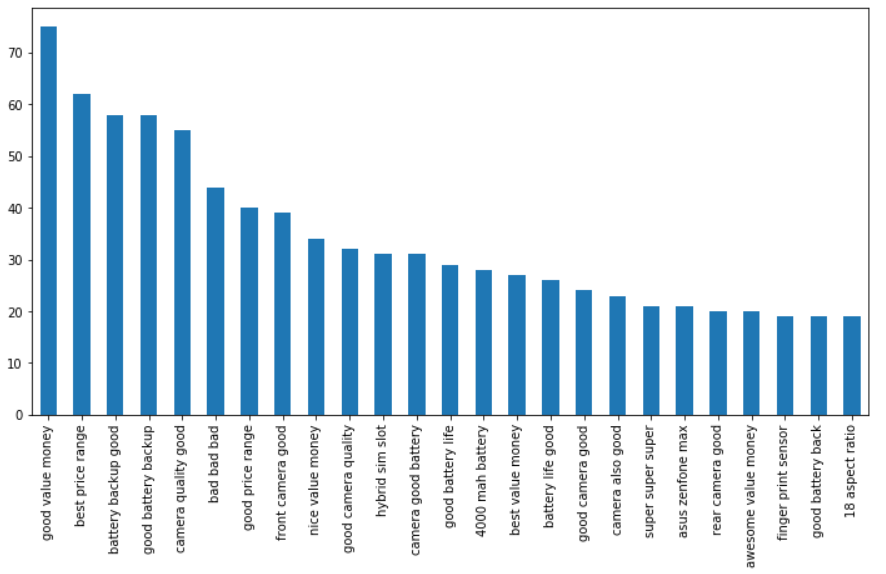 70
60
50
40
30
20
10
0
good value money
best price range
battery backup good
good battery backup
camera quality good
bad bad bad
good price range
front camera good
nice value money
good camera quality
hybrid sim slot
camera good battery
good battery life
4000 mah battery
best value money
battery life good
good camera good
camera also good
super super super
asus zenfone max
rear camera good
awesome value money
finger print sensor
good battery back
18 aspect ratio